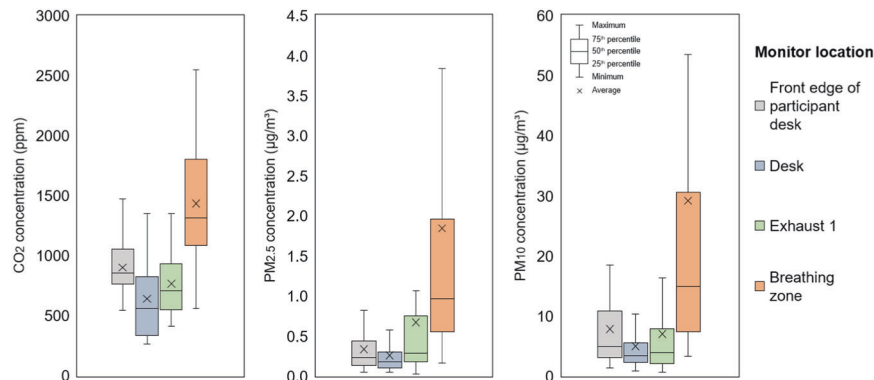 3000
2500
2000
1500
1000
500
0
CO2 concentration (ppm)
4.5
4.0
3.5
3.0
2.5
2.0
1.5
1.0
0.5
0.0
PM2.5 concentration (µg/m³)
60
50
40
30
20
10
0
PM10 concentration (µg/m³)
Maximum
75th percentile
50th percentile
25th percentile
Minimum
Average
Monitor location
Front edge of
participant
desk
Desk
Exhaust 1
Breathing
zone